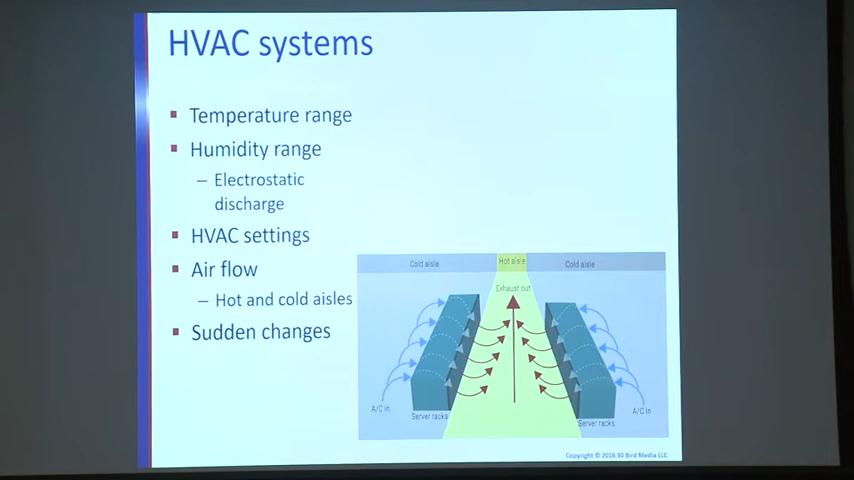 HVAC systems
Temperature range
Humidity range
– Electrostatic
discharge
HVAC settings
Air flow
– Hot and cold aisles
Sudden changes
Cold aisle
Hot aisle
Cold aisle
Exhaust out
A/C in
Server racks
Server racks
A/C in
Copyright © 2016 30 Bird Media LLC